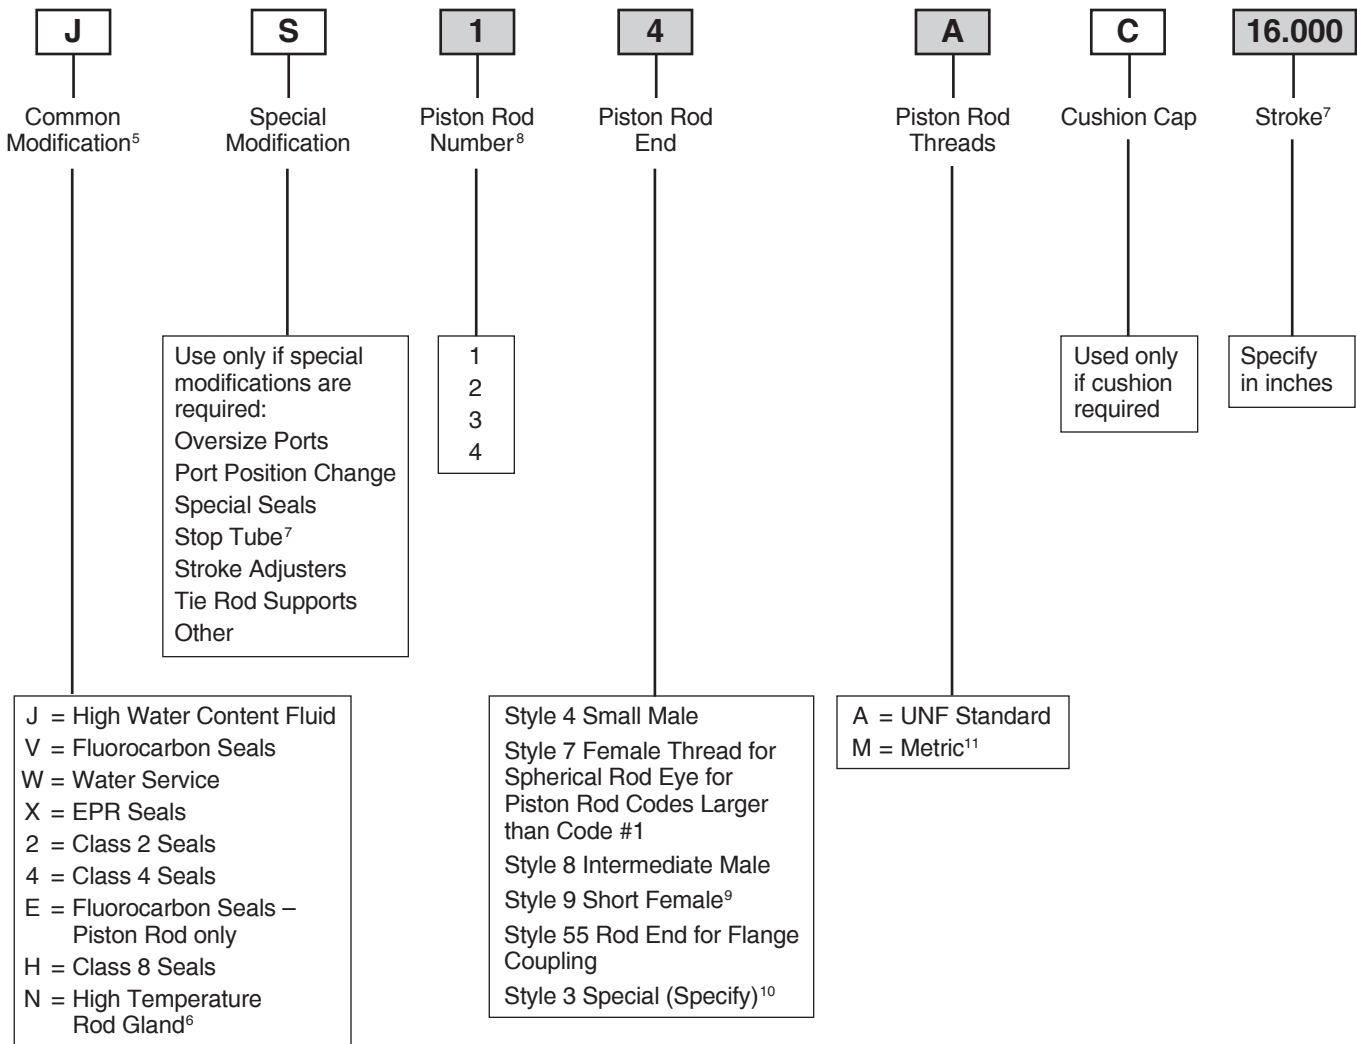 J S 1 4 A C 16.000
Common
Modification⁵
Special
Modification
Piston Rod
Number⁸
Piston Rod
End
Piston Rod
Threads
Cushion Cap
Stroke⁷
Use only if special
modifications are
required:
Oversize Ports
Port Position Change
Special Seals
Stop Tube⁷
Stroke Adjusters
Tie Rod Supports
Other
1
2
3
4
Used only
if cushion
required
Specify
in inches
J = High Water Content Fluid
V = Fluorocarbon Seals
W = Water Service
X = EPR Seals
2 = Class 2 Seals
4 = Class 4 Seals
E = Fluorocarbon Seals –
Piston Rod only
H = Class 8 Seals
N = High Temperature
Rod Gland⁶
Style 4 Small Male
Style 7 Female Thread for
Spherical Rod Eye for
Piston Rod Codes Larger
than Code #1
Style 8 Intermediate Male
Style 9 Short Female⁹
Style 55 Rod End for Flange
Coupling
Style 3 Special (Specify)¹⁰
A = UNF Standard
M = Metric¹¹